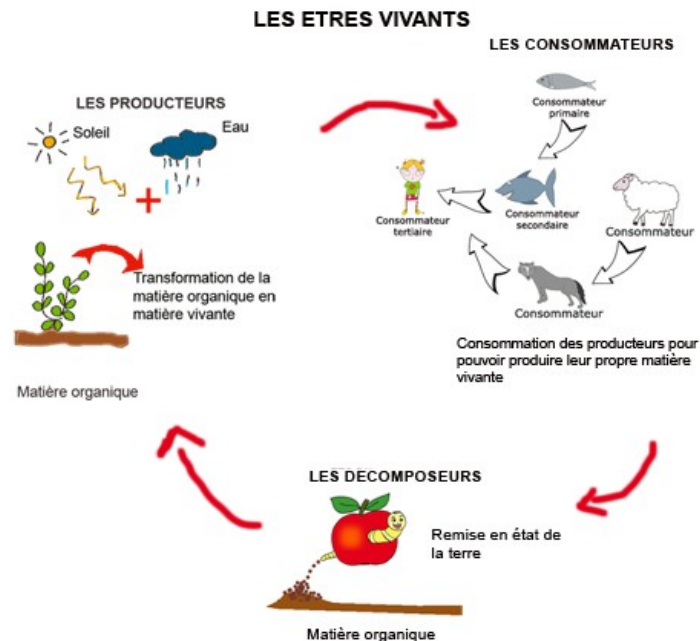 LES ETRES VIVANTS
LES PRODUCTEURS
Soleil
Eau
Transformation de la
matière organique en
matière vivante
Matière organique
LES CONSOMMATEURS
Consommateur
primaire
Consommateur
tertiaire
Consommateur
secondaire
Consommateur
Consommateur
Consommation des producteurs pour
pouvoir produire leur propre matière
vivante
LES DECOMPOSEURS
Remise en état de
la terre
Matière organique